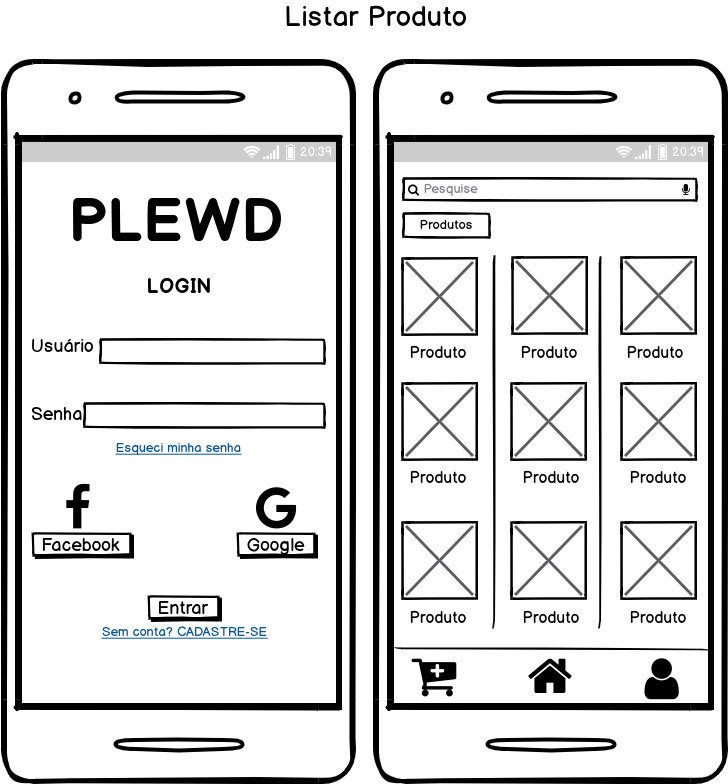 Listar Produto
20:39
PLEWD
LOGIN
Usuário
Senha
Esqueci minha senha
Facebook
Google
Entrar
Sem conta? CADASTRE-SE
20:39
Pesquise
Produtos
Produto Produto Produto
Produto Produto Produto
Produto Produto Produto